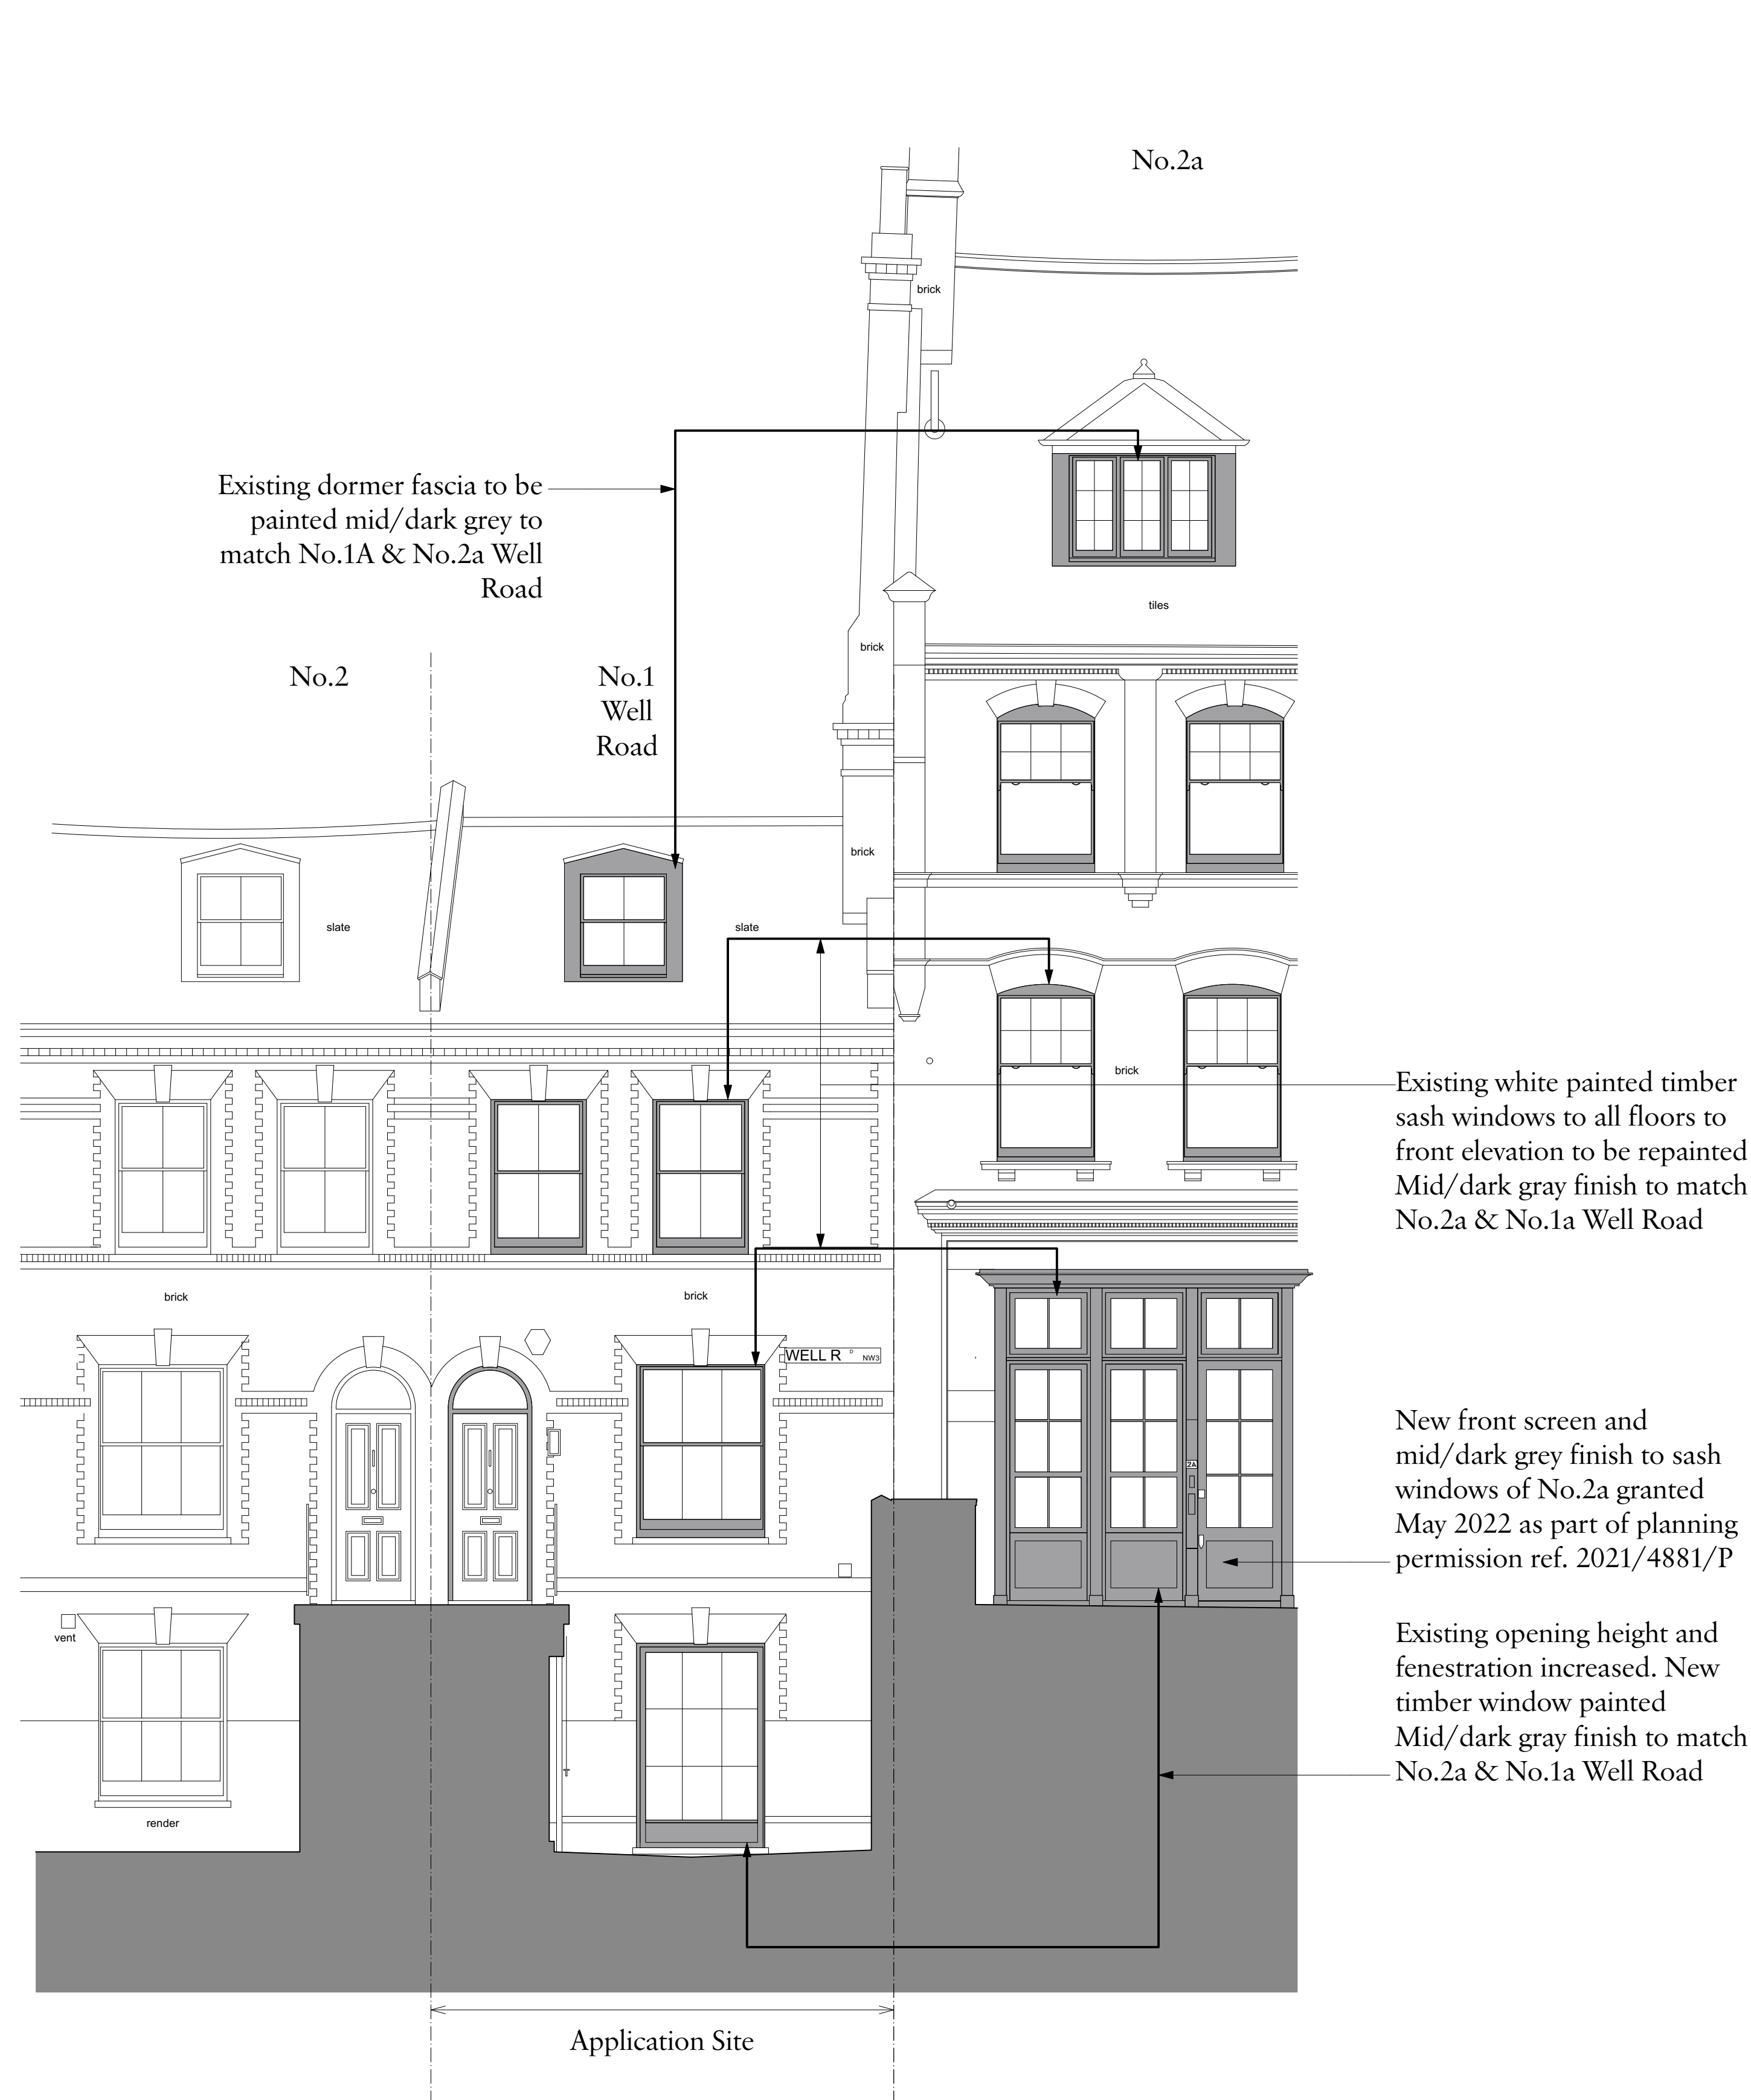 No.2a
brick
Existing dormer fascia to be
painted mid/dark grey to
match No.1A & No.2a Well
Road
tiles
brick
No.2
No.1
Well
Road
brick
slate
slate
brick
Existing white painted timber
sash windows to all floors to
front elevation to be repainted
Mid/dark gray finish to match
No.2a & No.1a Well Road
brick
brick
WELL R D NW3
2A
New front screen and
mid/dark grey finish to sash
windows of No.2a granted
May 2022 as part of planning
permission ref. 2021/4881/P
vent
Existing opening height and
fenestration increased. New
timber window painted
Mid/dark gray finish to match
No.2a & No.1a Well Road
render
Application Site